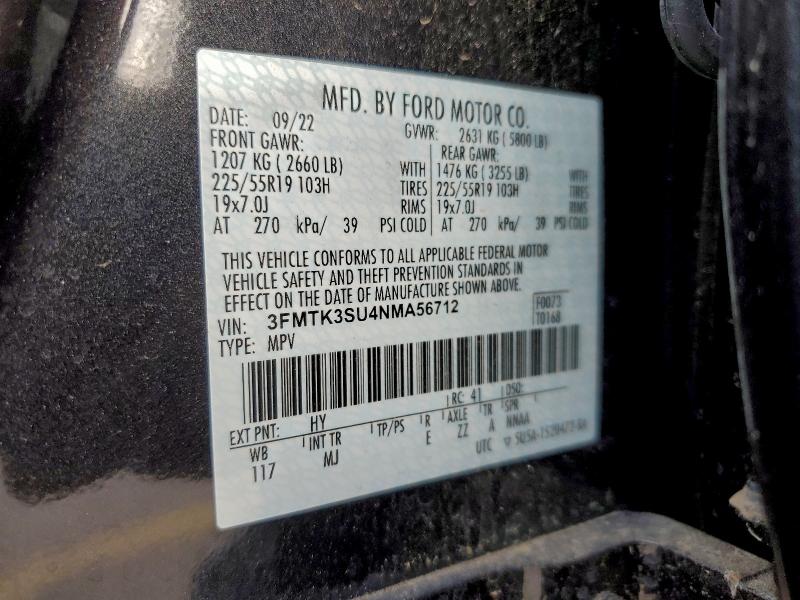 MFD. BY FORD MOTOR CO.
DATE: 09/22 GVWR: 2631 KG ( 5800 LB)
FRONT GAWR: REAR GAWR:
1207 KG ( 2660 LB) WITH 1476 KG ( 3255 LB) WITH
225/55R19 103H TIRES 225/55R19 103H TIRES
19x7.0J RIMS 19x7.0J RIMS
AT 270 kPa/ 39 PSI COLD AT 270 kPa/ 39 PSI COLD
THIS VEHICLE CONFORMS TO ALL APPLICABLE FEDERAL MOTOR
VEHICLE SAFETY AND THEFT PREVENTION STANDARDS IN
EFFECT ON THE DATE OF MANUFACTURE SHOWN ABOVE.
VIN: 3FMTK3SU4NMA56712 F0073
TYPE: MPV T0168
RC: 41 DSO:
EXT PNT: HY
WB INT TR TP/PS R AXLE TR SPR
117 MJ E ZZ A NNAA
UTC